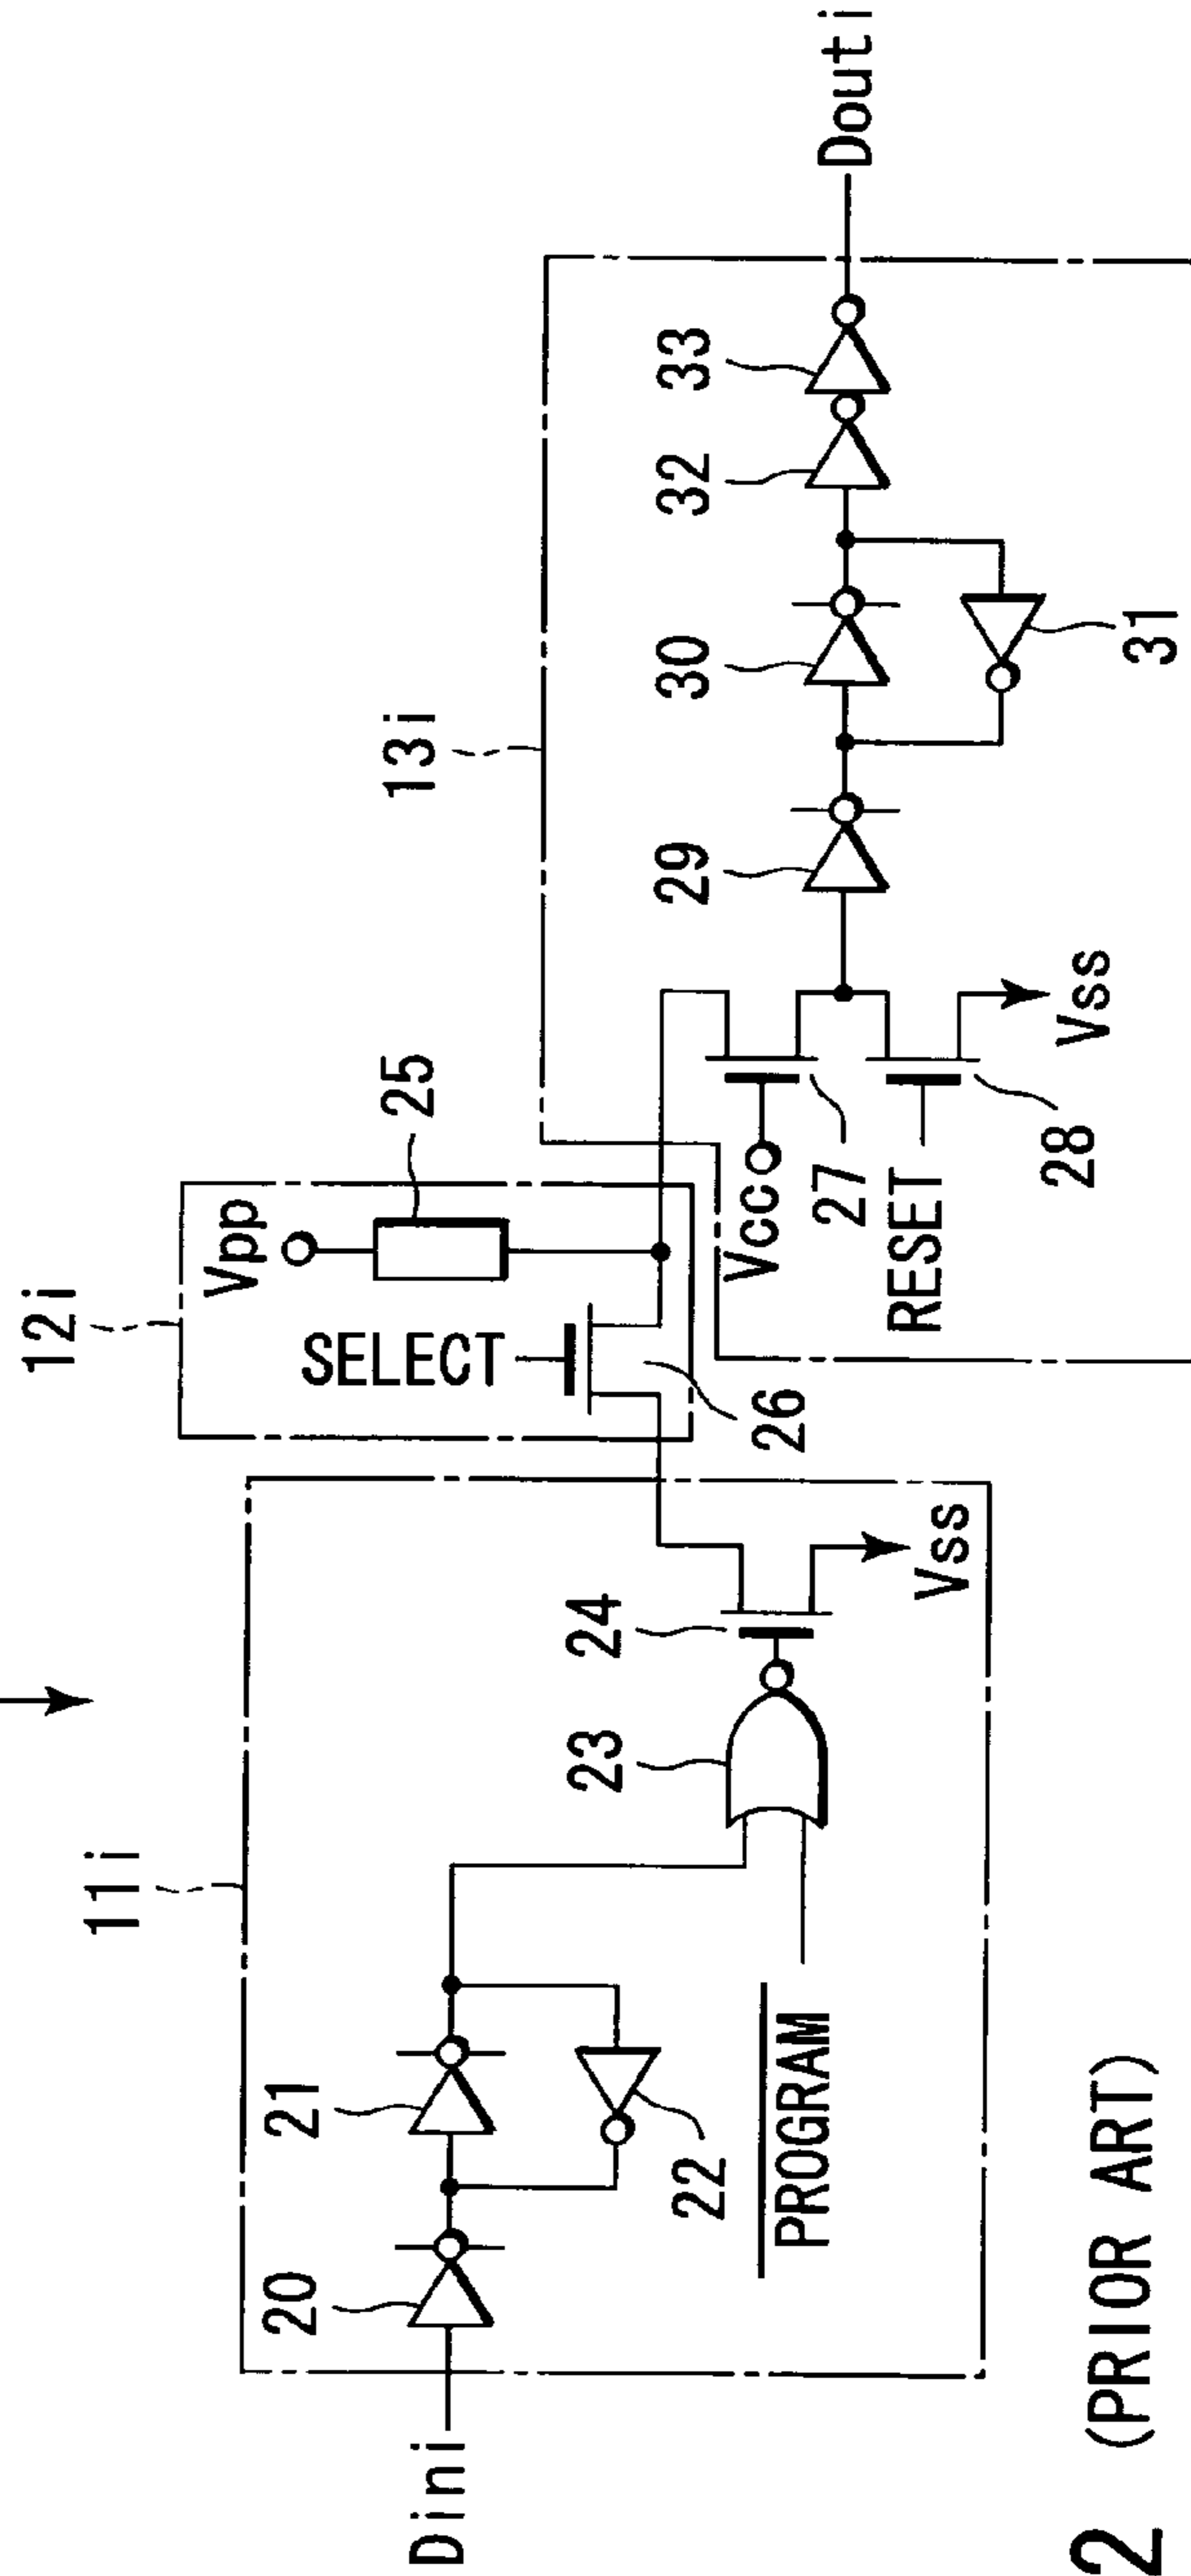 12i
Vpp
25
SELECT
26
11i
Dini
20
21
22
PROGRAM
23
24
Vss
13i
Vcc
27
RESET
28
Vss
29
30
31
32
33
Douti
2 (PRIOR ART)